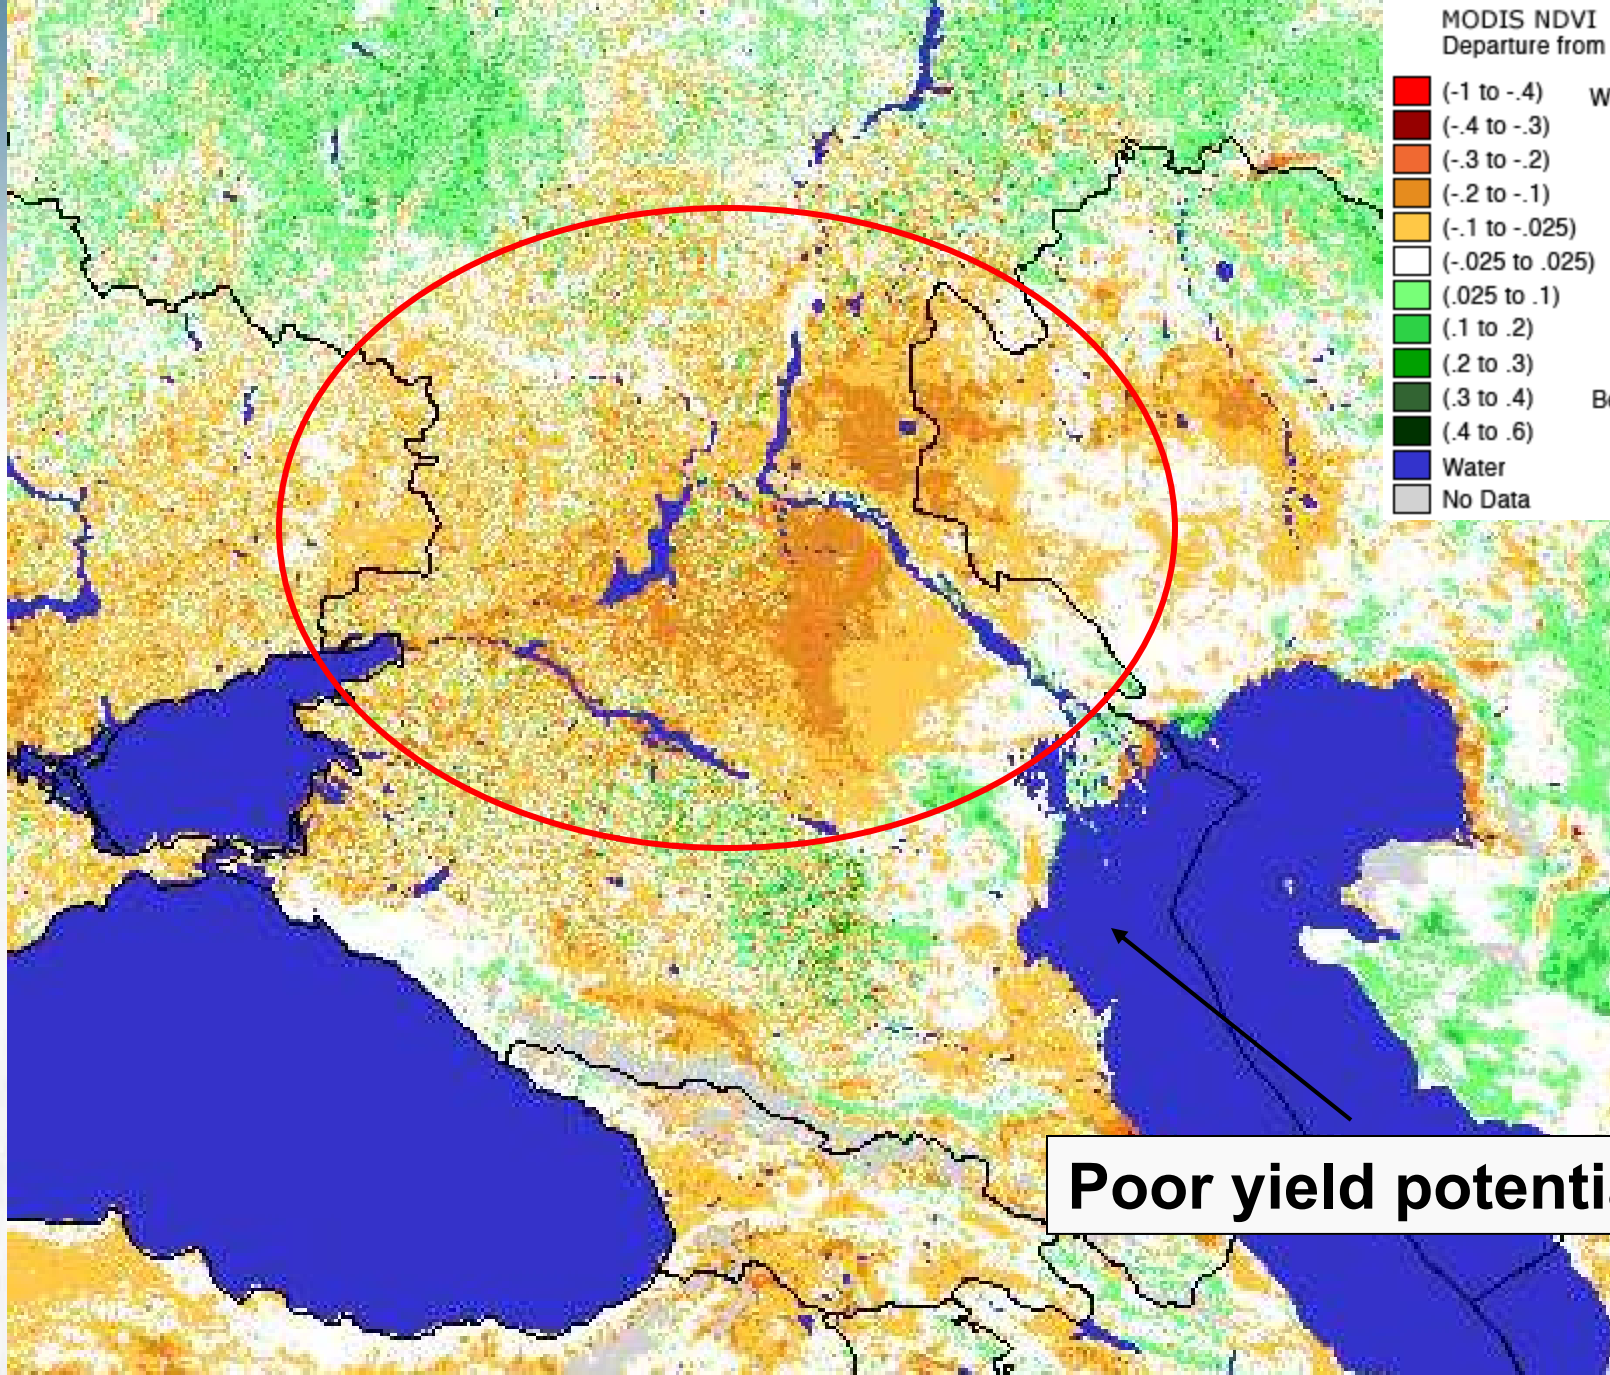 MODIS NDVI
Departure from
(-1 to -.4)
(-.4 to -.3)
(-.3 to -.2)
(-.2 to -.1)
(-.1 to -.025)
(-.025 to .025)
(.025 to .1)
(.1 to .2)
(.2 to .3)
(.3 to .4)
(.4 to .6)
Water
No Data
Poor yield